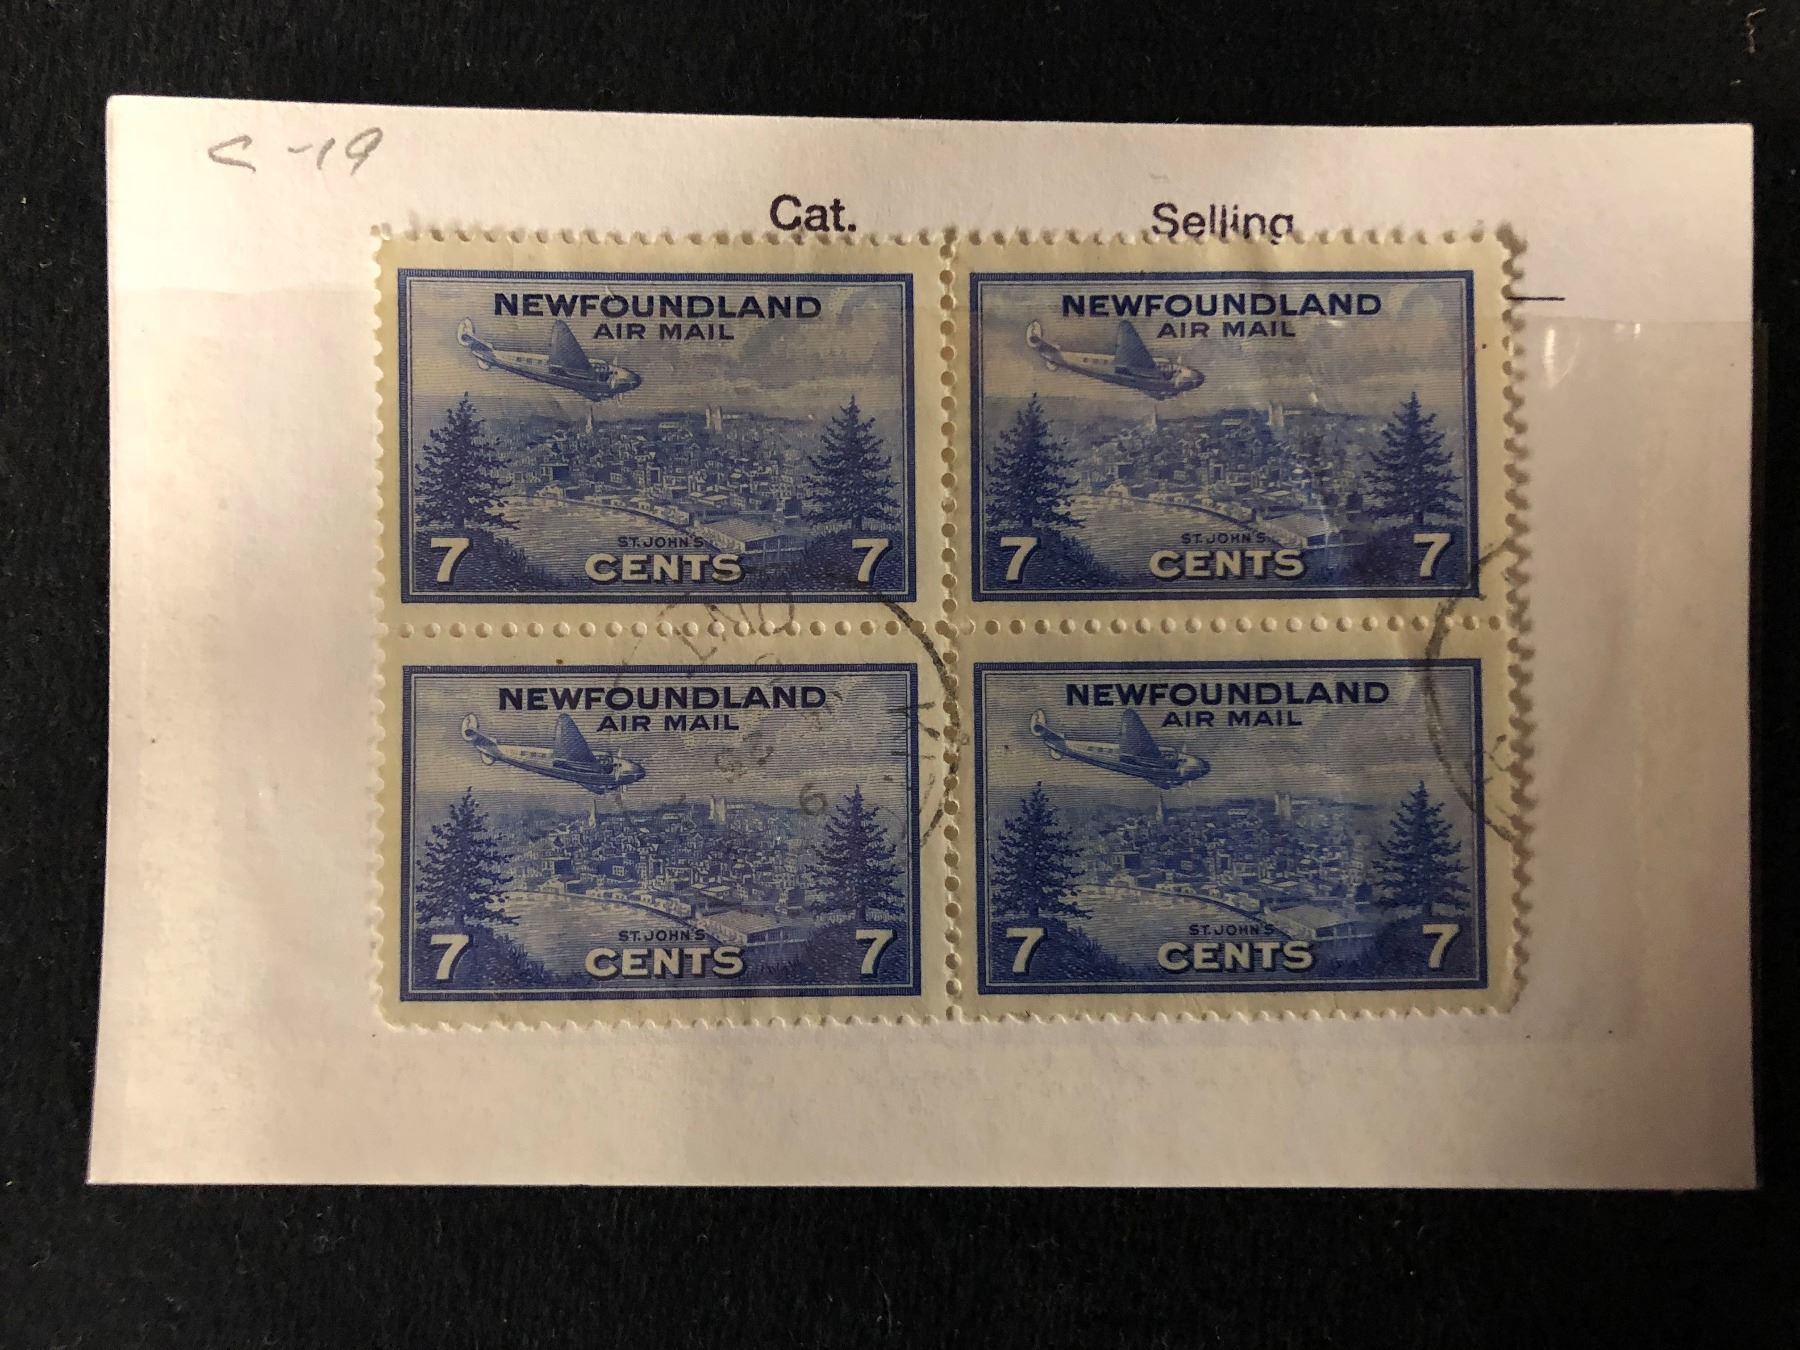 C-19
Cat. Selling
NEWFOUNDLAND
AIR MAIL
ST. JOHN'S
7 CENTS 7
NEWFOUNDLAND
AIR MAIL
ST. JOHN'S
7 CENTS 7
NEWFOUNDLAND
AIR MAIL
ST. JOHN'S
7 CENTS 7
NEWFOUNDLAND
AIR MAIL
ST. JOHN'S
7 CENTS 7
ONT